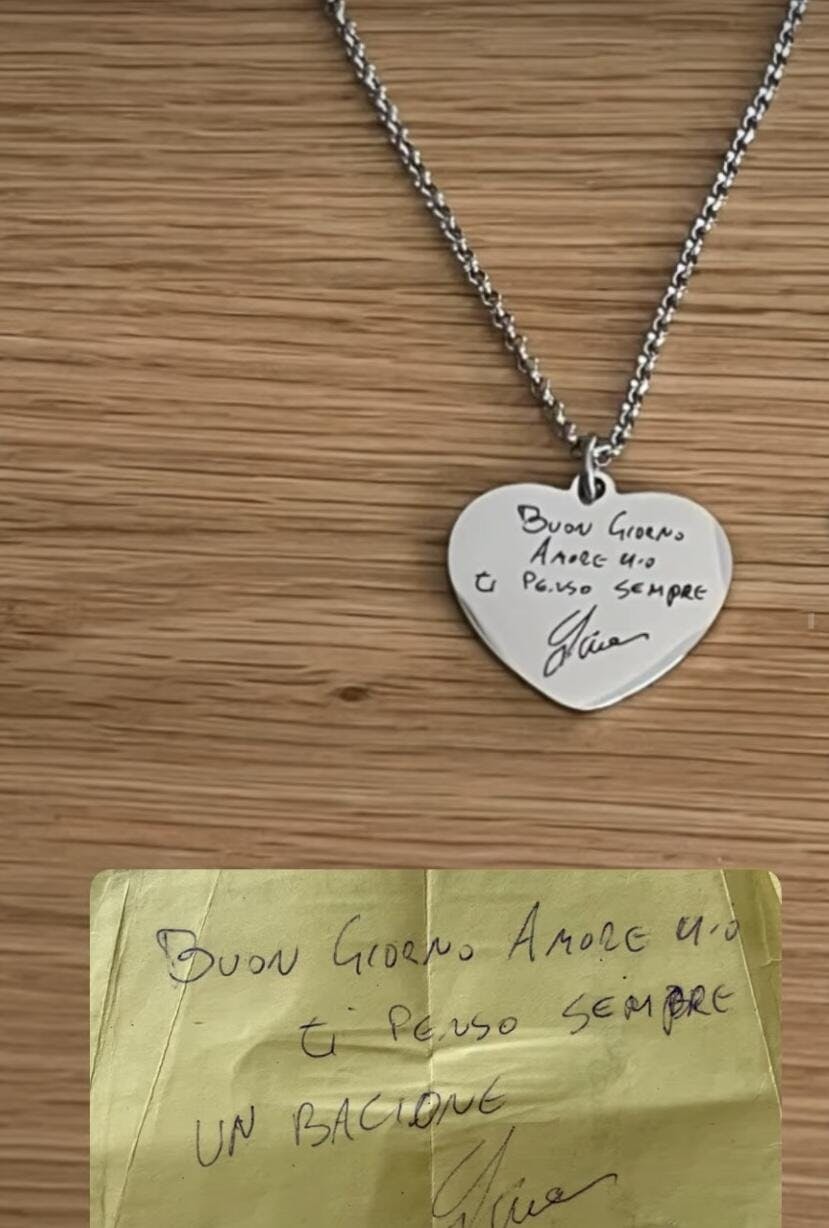 Buon Giorno
Amore mio
ti Penso sempre
Buon Giorno Amore mio
ti Penso sempre
un bacione